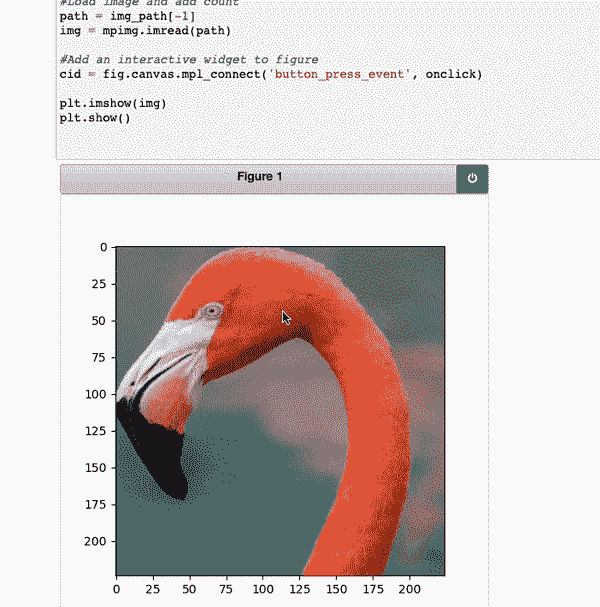 #Load image and add count
path = img_path[-1]
img = mpimg.imread(path)
#Add an interactive widget to figure
cid = fig.canvas.mpl_connect('button_press_event', onclick)
plt.imshow(img)
plt.show()
Figure 1
0
25
50
75
100
125
150
175
200
0 25 50 75 100 125 150 175 200